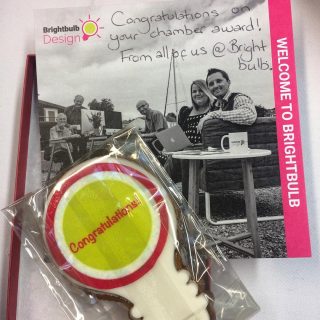 Brightbulb
Design
Congratulations on
your chamber award!
From all of us @ Bright
bulb.
WELCOME TO BRIGHTBULB
Congratulations!